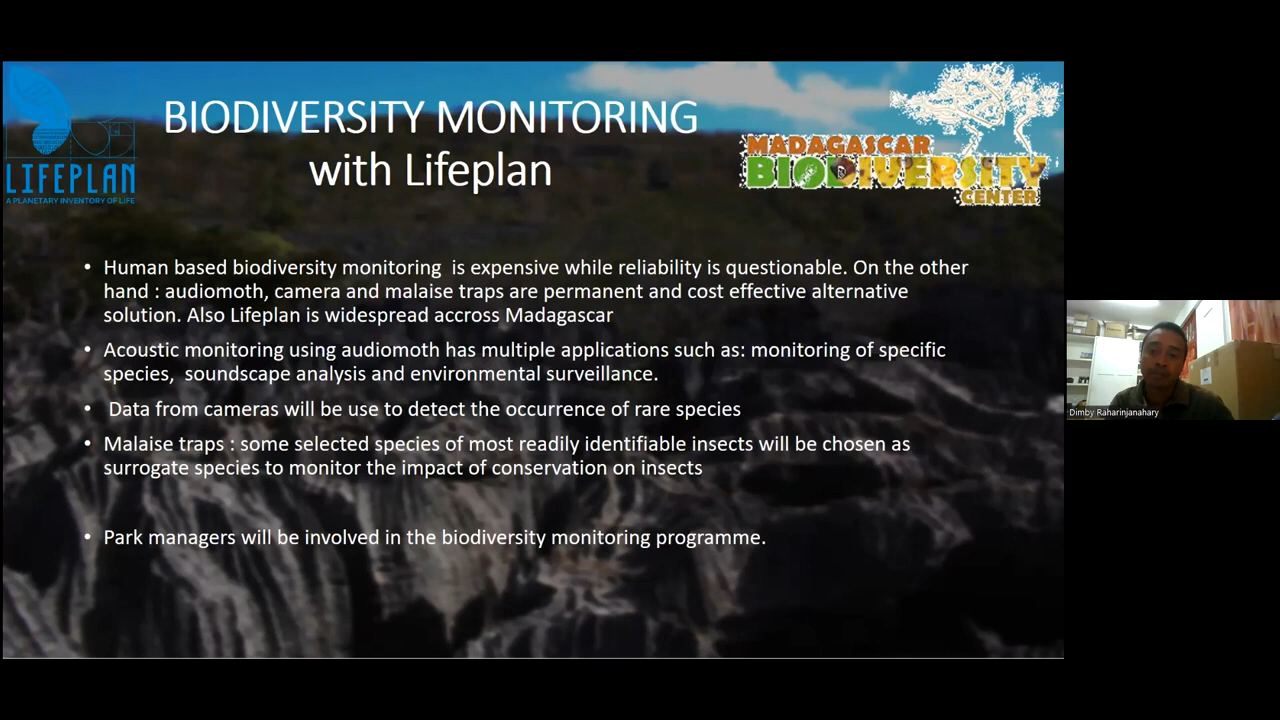 BIODIVERSITY MONITORING
with Lifeplan
LIFEPLAN
A PLANETARY INVENTORY OF LIFE
MADAGASCAR
BIODIVERSITY
CENTER
• Human based biodiversity monitoring  is expensive while reliability is questionable. On the other
hand : audiomoth, camera and malaise traps are permanent and cost effective alternative
solution. Also Lifeplan is widespread accross Madagascar
• Acoustic monitoring using audiomoth has multiple applications such as: monitoring of specific
species,  soundscape analysis and environmental surveillance.
•  Data from cameras will be use to detect the occurrence of rare species
• Malaise traps : some selected species of most readily identifiable insects will be chosen as
surrogate species to monitor the impact of conservation on insects
• Park managers will be involved in the biodiversity monitoring programme.
Dimby Raharinjanahary